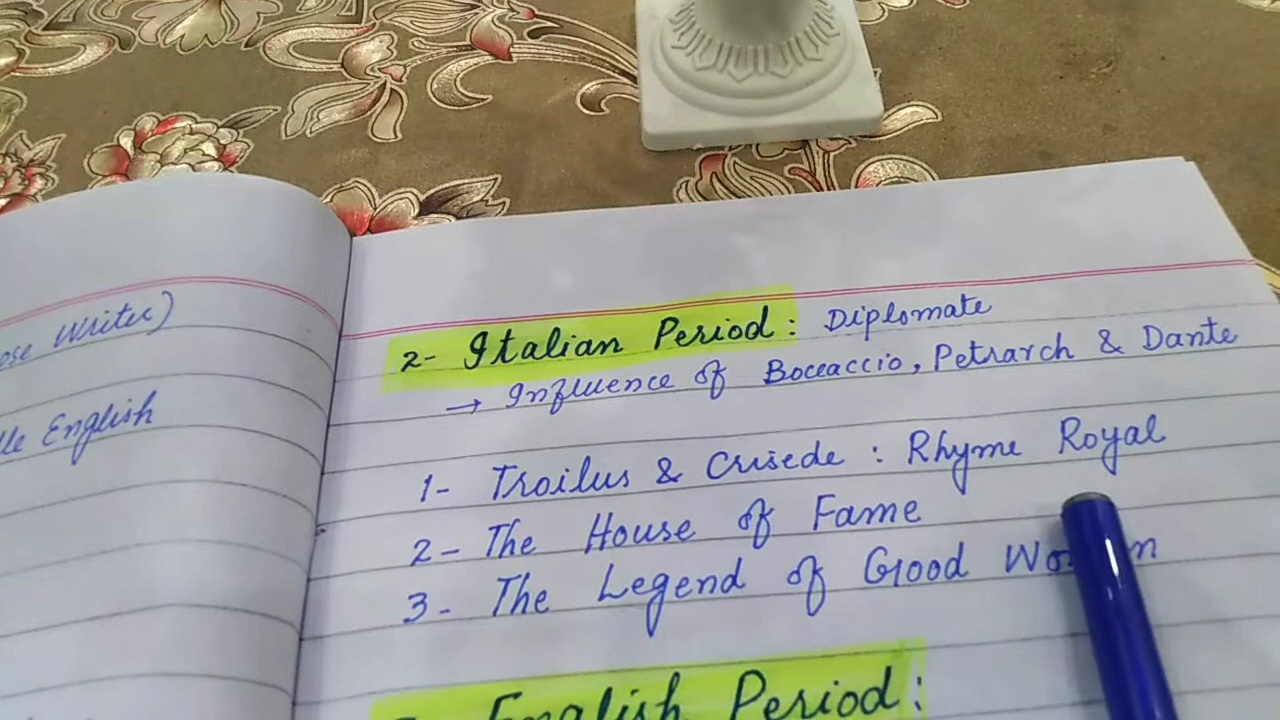 ose Writer)
le English
2- Italian Period: Diplomate
→ Influence of Boccaccio, Petrarch & Dante
1- Troilus & Crisede : Rhyme Royal
2- The House of Fame
3- The Legend of Good
English Period: